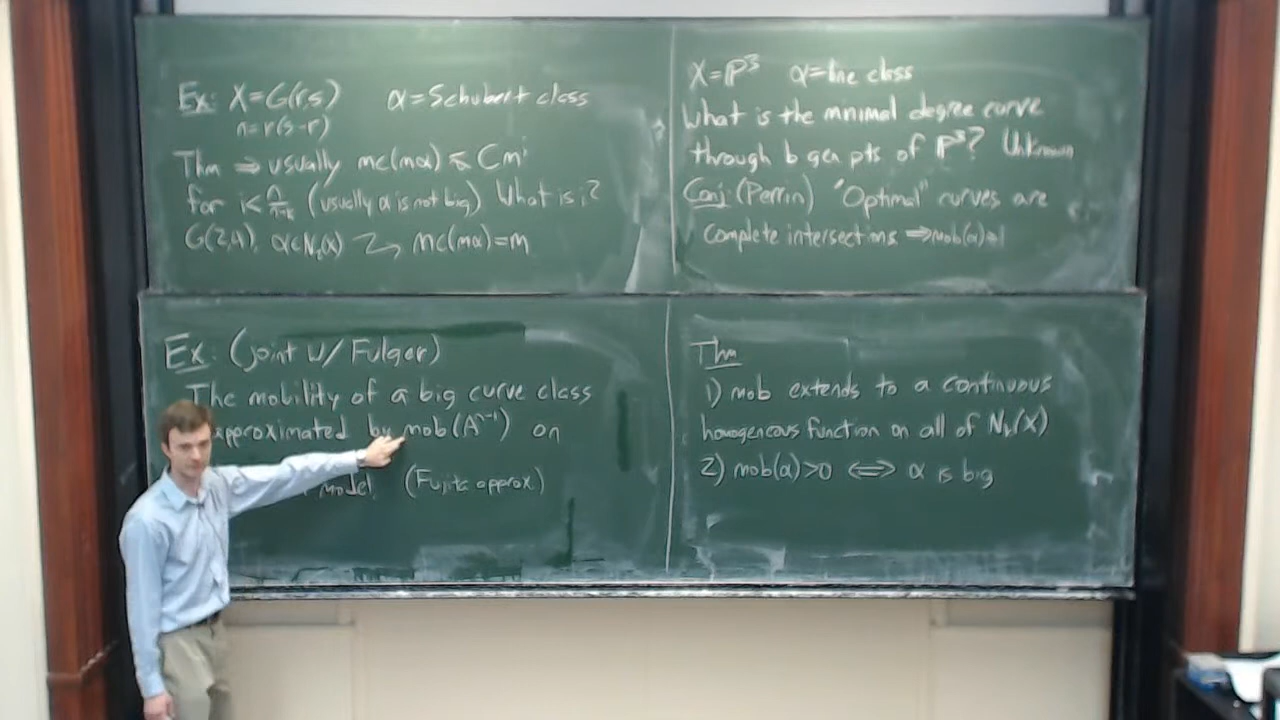 Ex: X=G(r,s) α=Schubert class
n=r(s-r)
Thm ⇒ usually mc(mα) ≤ Cm^i
for i< n/n-k (usually α is not big) What is i?
G(2,4), α∈N₂(X) mc(mα)=m
X=ℙ³ α=line class
What is the minimal degree curve
through b gen pts of ℙ³? Unknown
Conj: (Perrin) "Optimal" curves are
complete intersections ⇒mob(α)=1
Ex: (joint w/ Fulger)
The mobility of a big curve class
approximated by mob(Aⁿ⁻¹) on
model. (Fujita approx.)
Thm
1) mob extends to a continuous
homogeneous function on all of Nₖ(X)
2) mob(α)>0 ⇔ α is big